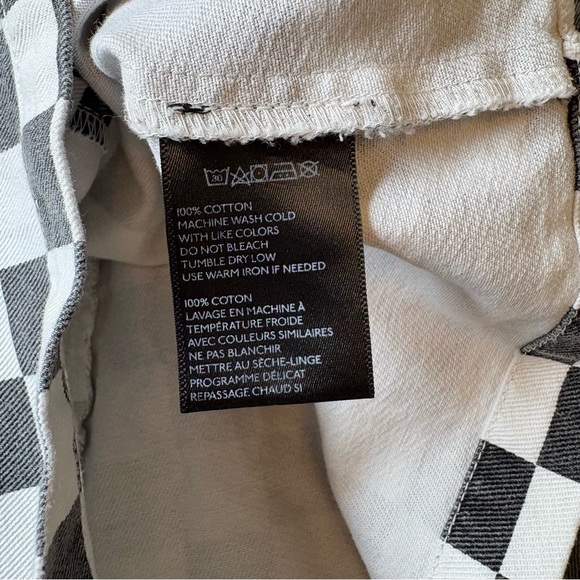 30
100% COTTON
MACHINE WASH COLD
WITH LIKE COLORS
DO NOT BLEACH
TUMBLE DRY LOW
USE WARM IRON IF NEEDED
100% COTON
LAVAGE EN MACHINE À
TEMPÉRATURE FROIDE
AVEC COULEURS SIMILAIRES
NE PAS BLANCHIR
METTRE AU SÈCHE-LINGE
PROGRAMME DÉLICAT
REPASSAGE CHAUD SI